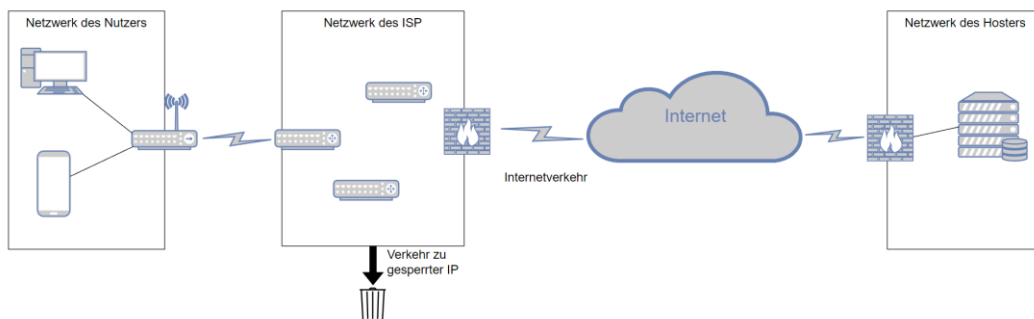 Netzwerk des Nutzers
Netzwerk des ISP
Netzwerk des Hosters
Internet
Internetverkehr
Verkehr zu
gesperrter IP